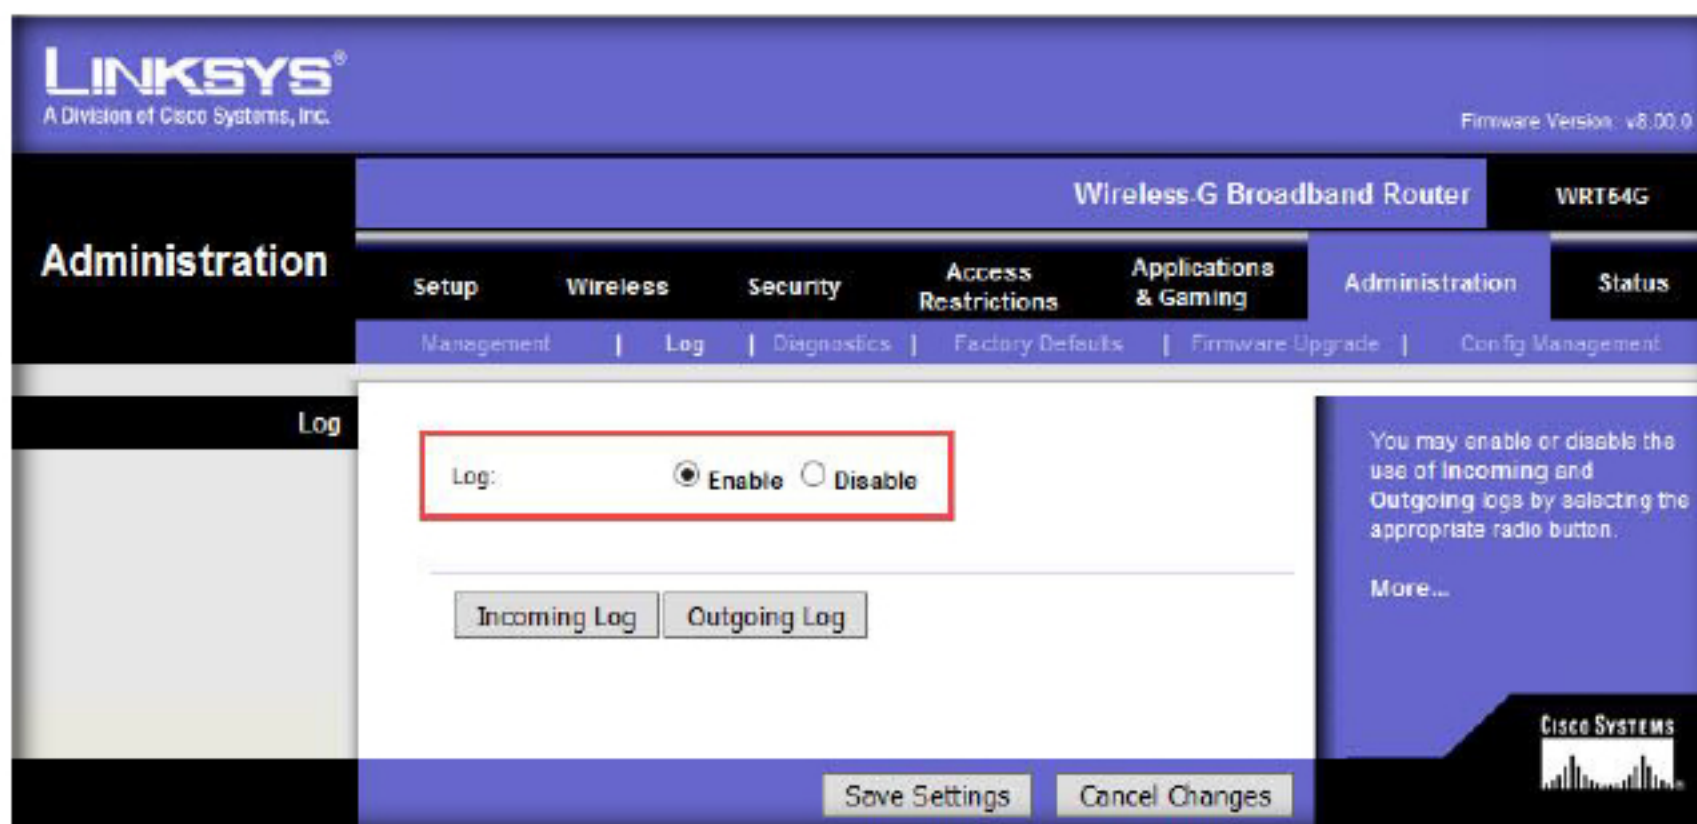 LINKSYS®
A Division of Cisco Systems, Inc.
Firmware Version: v8.00.0
Wireless-G Broadband Router
WRT54G
Administration
Setup
Wireless
Security
Access Restrictions
Applications & Gaming
Administration
Status
Management | Log | Diagnostics | Factory Defaults | Firmware Upgrade | Config Management
Log
Log: Enable Disable
Incoming Log
Outgoing Log
You may enable or disable the
use of Incoming and
Outgoing logs by selecting the
appropriate radio button.
More...
Save Settings
Cancel Changes
CISCO SYSTEMS